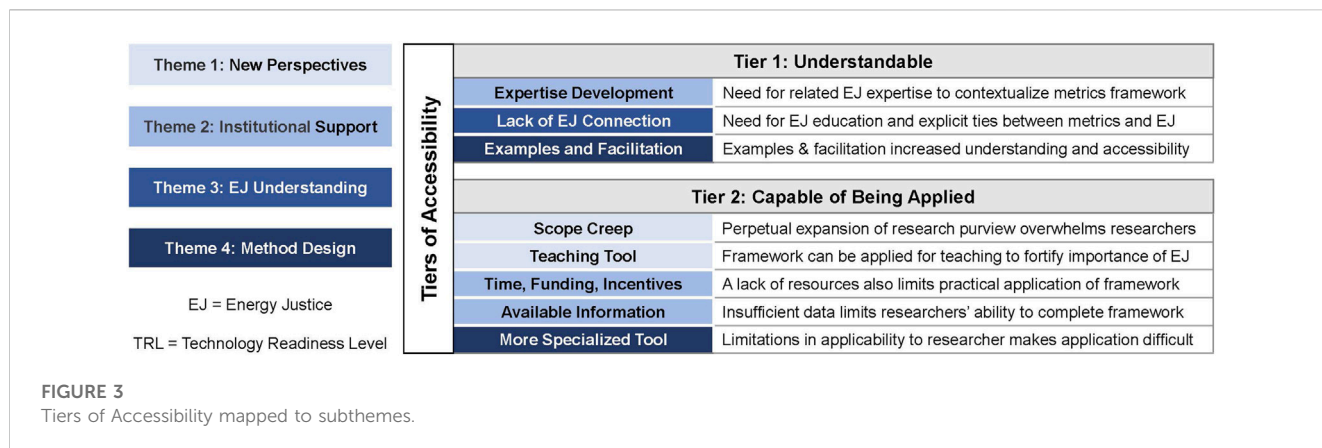 Theme 1: New Perspectives
Theme 2: Institutional Support
Theme 3: EJ Understanding
Theme 4: Method Design
EJ = Energy Justice
TRL = Technology Readiness Level
Tiers of Accessibility
Tier 1: Understandable
Expertise Development Need for related EJ expertise to contextualize metrics framework
Lack of EJ Connection Need for EJ education and explicit ties between metrics and EJ
Examples and Facilitation Examples & facilitation increased understanding and accessibility
Tier 2: Capable of Being Applied
Scope Creep Perpetual expansion of research purview overwhelms researchers
Teaching Tool Framework can be applied for teaching to fortify importance of EJ
Time, Funding, Incentives A lack of resources also limits practical application of framework
Available Information Insufficient data limits researchers' ability to complete framework
More Specialized Tool Limitations in applicability to researcher makes application difficult
FIGURE 3
Tiers of Accessibility mapped to subthemes.